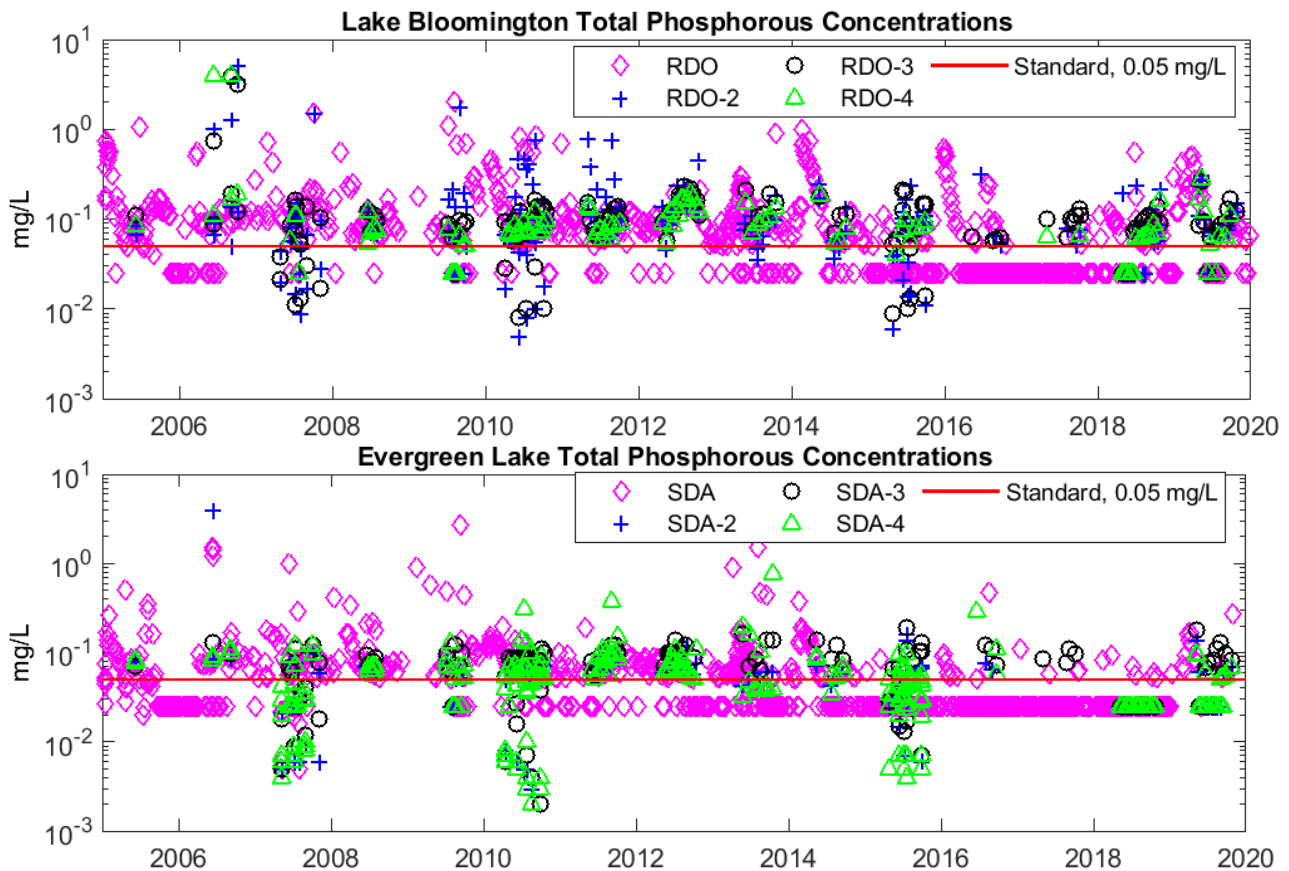 Lake Bloomington Total Phosphorous Concentrations
10^1
10^0
10^-1
10^-2
10^-3
mg/L
RDO RDO-3 Standard, 0.05 mg/L
RDO-2 RDO-4
2006 2008 2010 2012 2014 2016 2018 2020
Evergreen Lake Total Phosphorous Concentrations
10^1
10^0
10^-1
10^-2
10^-3
mg/L
SDA SDA-3 Standard, 0.05 mg/L
SDA-2 SDA-4
2006 2008 2010 2012 2014 2016 2018 2020